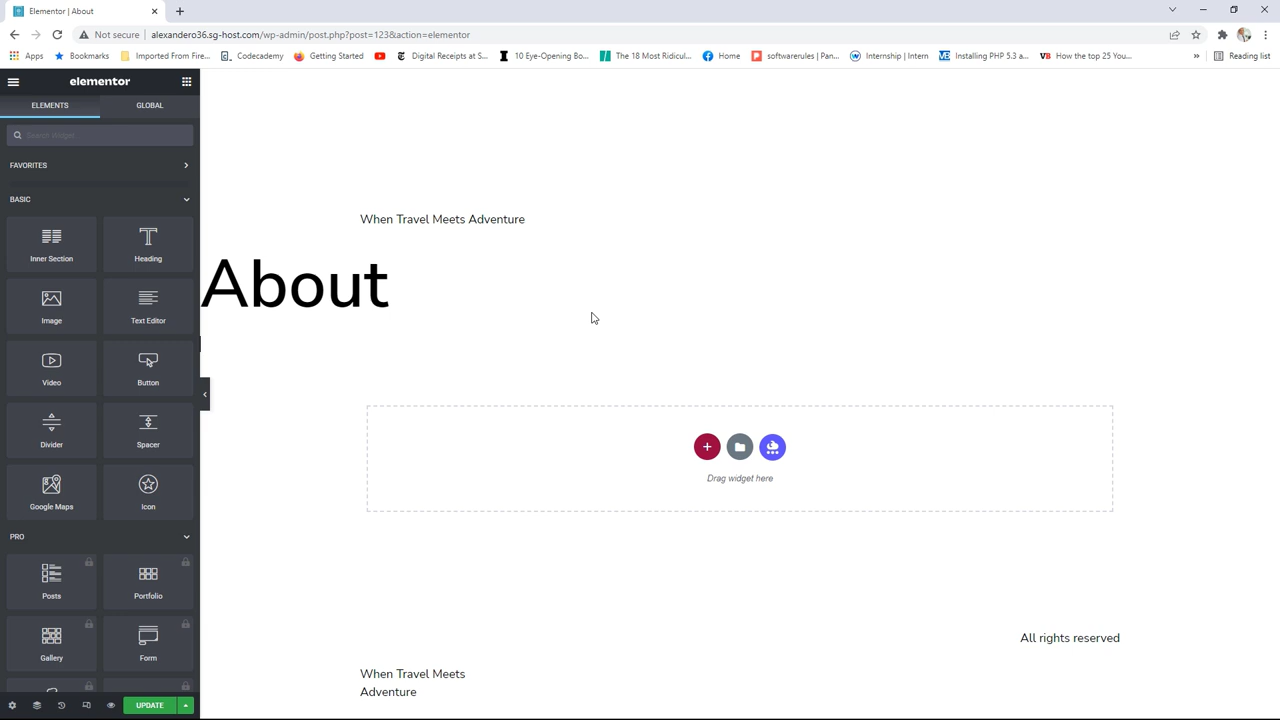 Elementor | About
Not secure | alexandero36.sg-host.com/wp-admin/post.php?post=123&action=elementor
Apps Bookmarks Imported From Fire... Codecademy Getting Started Digital Receipts at S... 10 Eye-Opening Bo... The 18 Most Ridicul... Home softwarerules | Pan... Internship | Intern Installing PHP 5.3 a... VB How the top 25 You... » Reading list
elementor
ELEMENTS GLOBAL
Search Widget...
FAVORITES
BASIC
When Travel Meets Adventure
Inner Section Heading
About
Image Text Editor
Video Button
Divider Spacer
Drag widget here
Google Maps Icon
PRO
Posts Portfolio
All rights reserved
Gallery Form
When Travel Meets
Adventure
UPDATE